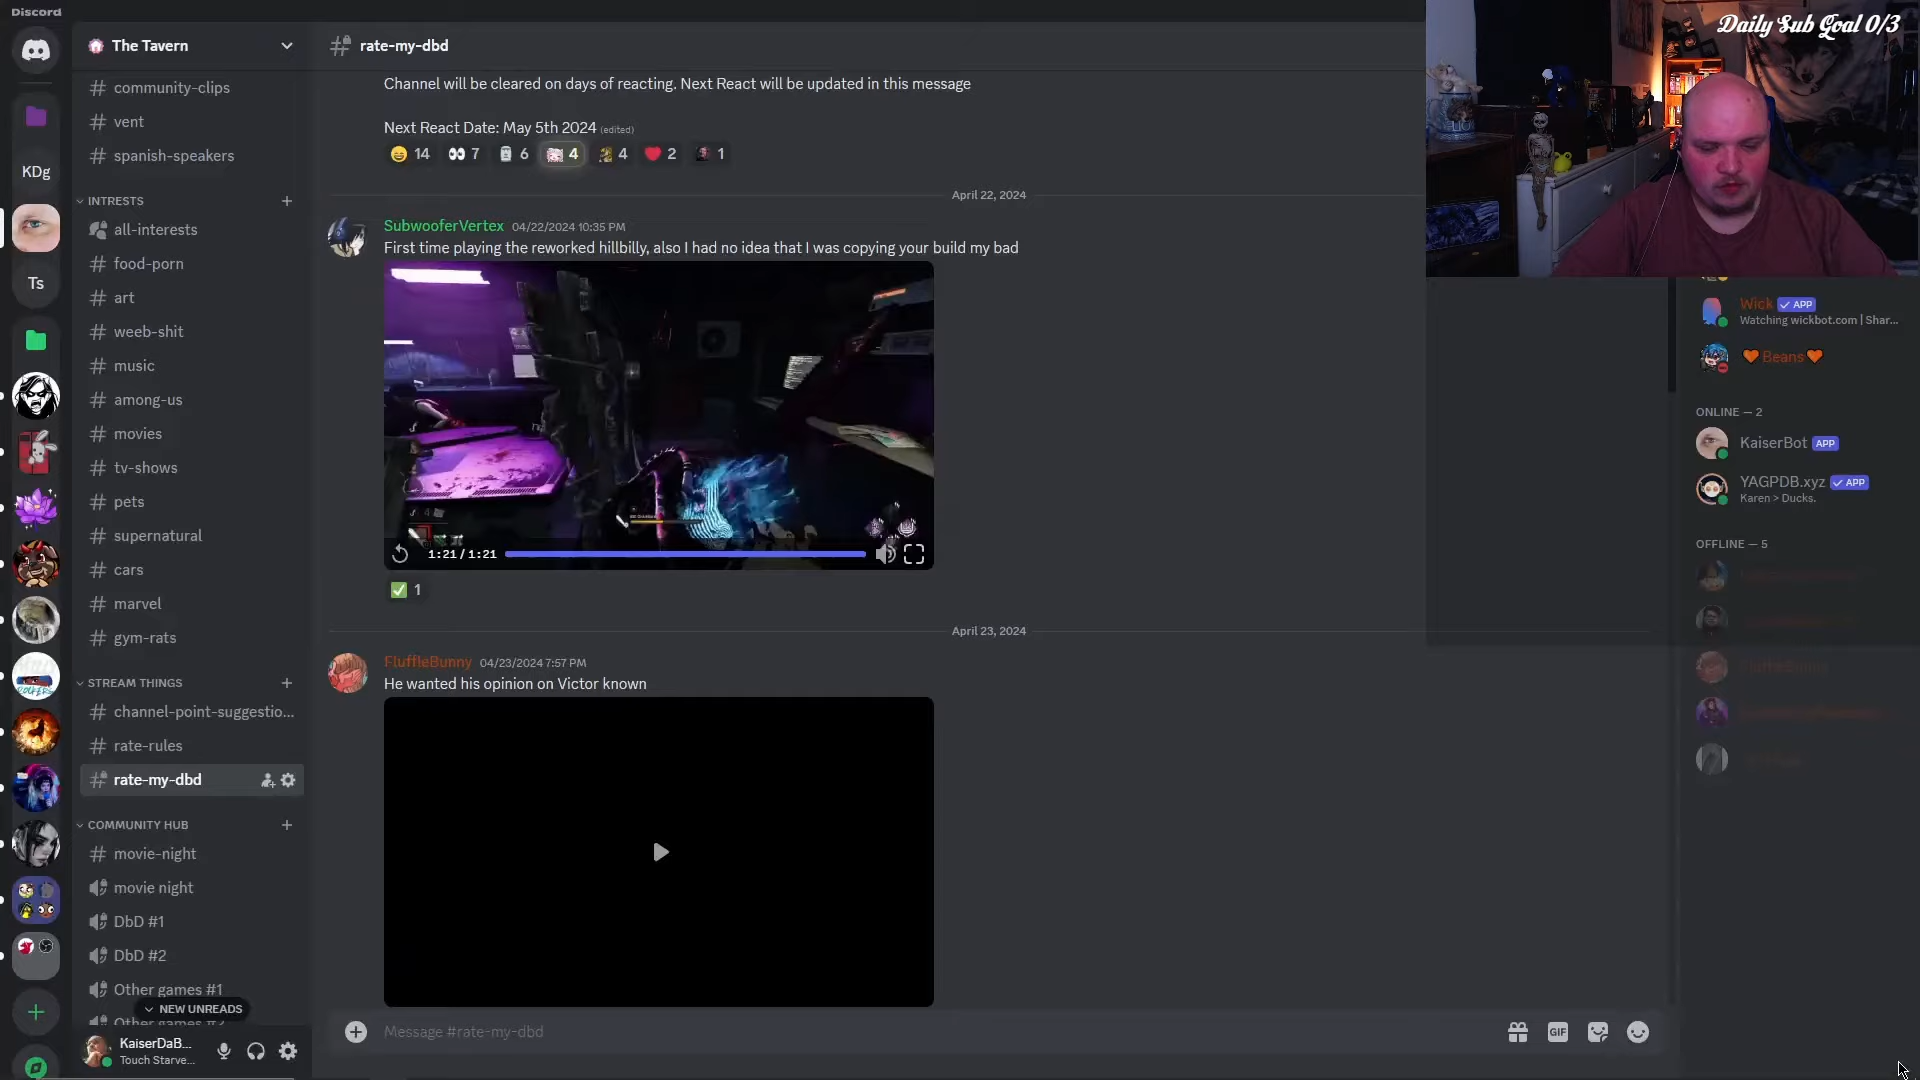 Discord
The Tavern
rate-my-dbd
Daily Sub Goal 0/3
KDg
Ts
community-clips
vent
spanish-speakers
INTRESTS
all-interests
food-porn
art
weeb-shit
music
among-us
movies
tv-shows
pets
supernatural
cars
marvel
gym-rats
STREAM THINGS
channel-point-suggestio...
rate-rules
rate-my-dbd
COMMUNITY HUB
movie-night
movie night
DbD #1
DbD #2
Other games #1
NEW UNREADS
Other games #2
KaiserDaB...
Touch Starve...
Channel will be cleared on days of reacting. Next React will be updated in this message
Next React Date: May 5th 2024 (edited)
14 7 6 4 4 2 1
April 22, 2024
SubwooferVertex 04/22/2024 10:35 PM
First time playing the reworked hillbilly, also I had no idea that I was copying your build my bad
1:21 / 1:21
1
April 23, 2024
FluffleBunny 04/23/2024 7:57 PM
He wanted his opinion on Victor known
Message #rate-my-dbd
GIF
Wick APP
Watching wickbot.com | Shar...
Beans
ONLINE — 2
KaiserBot APP
YAGPDB.xyz APP
Karen > Ducks.
OFFLINE — 5